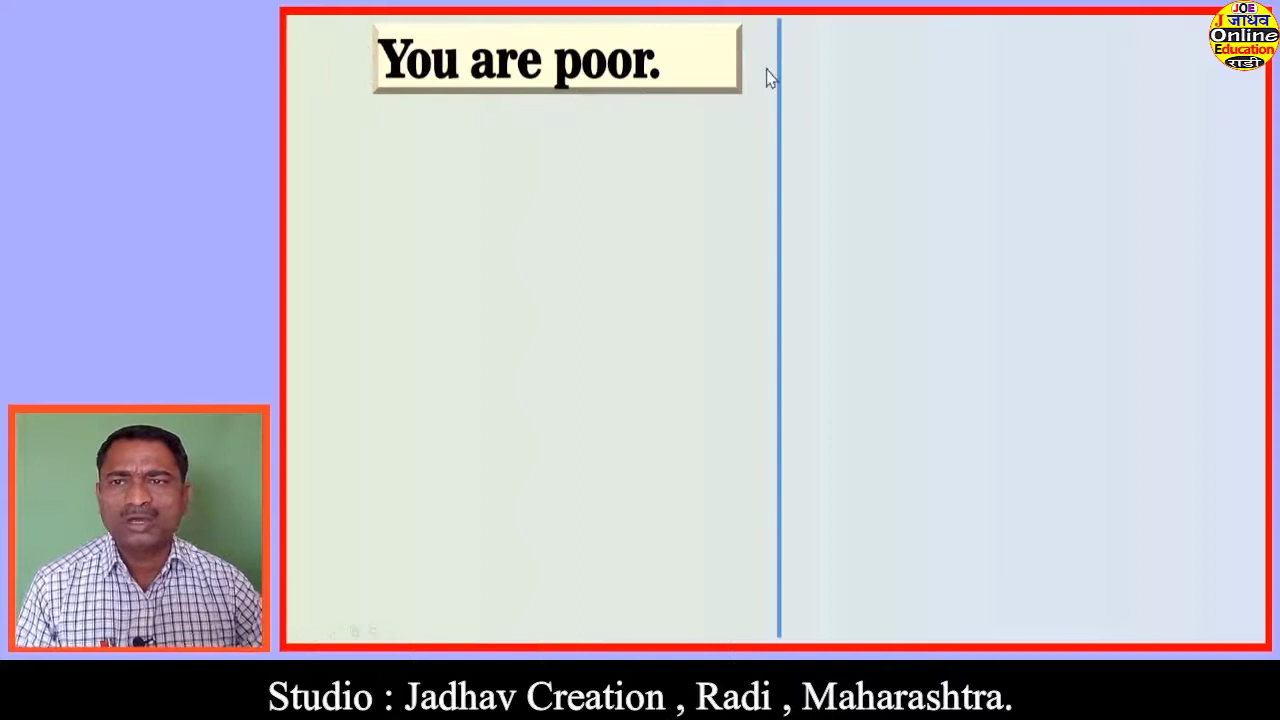 You are poor.
JOE
J जाधव
Online
Education
राडी
Studio : Jadhav Creation , Radi , Maharashtra.